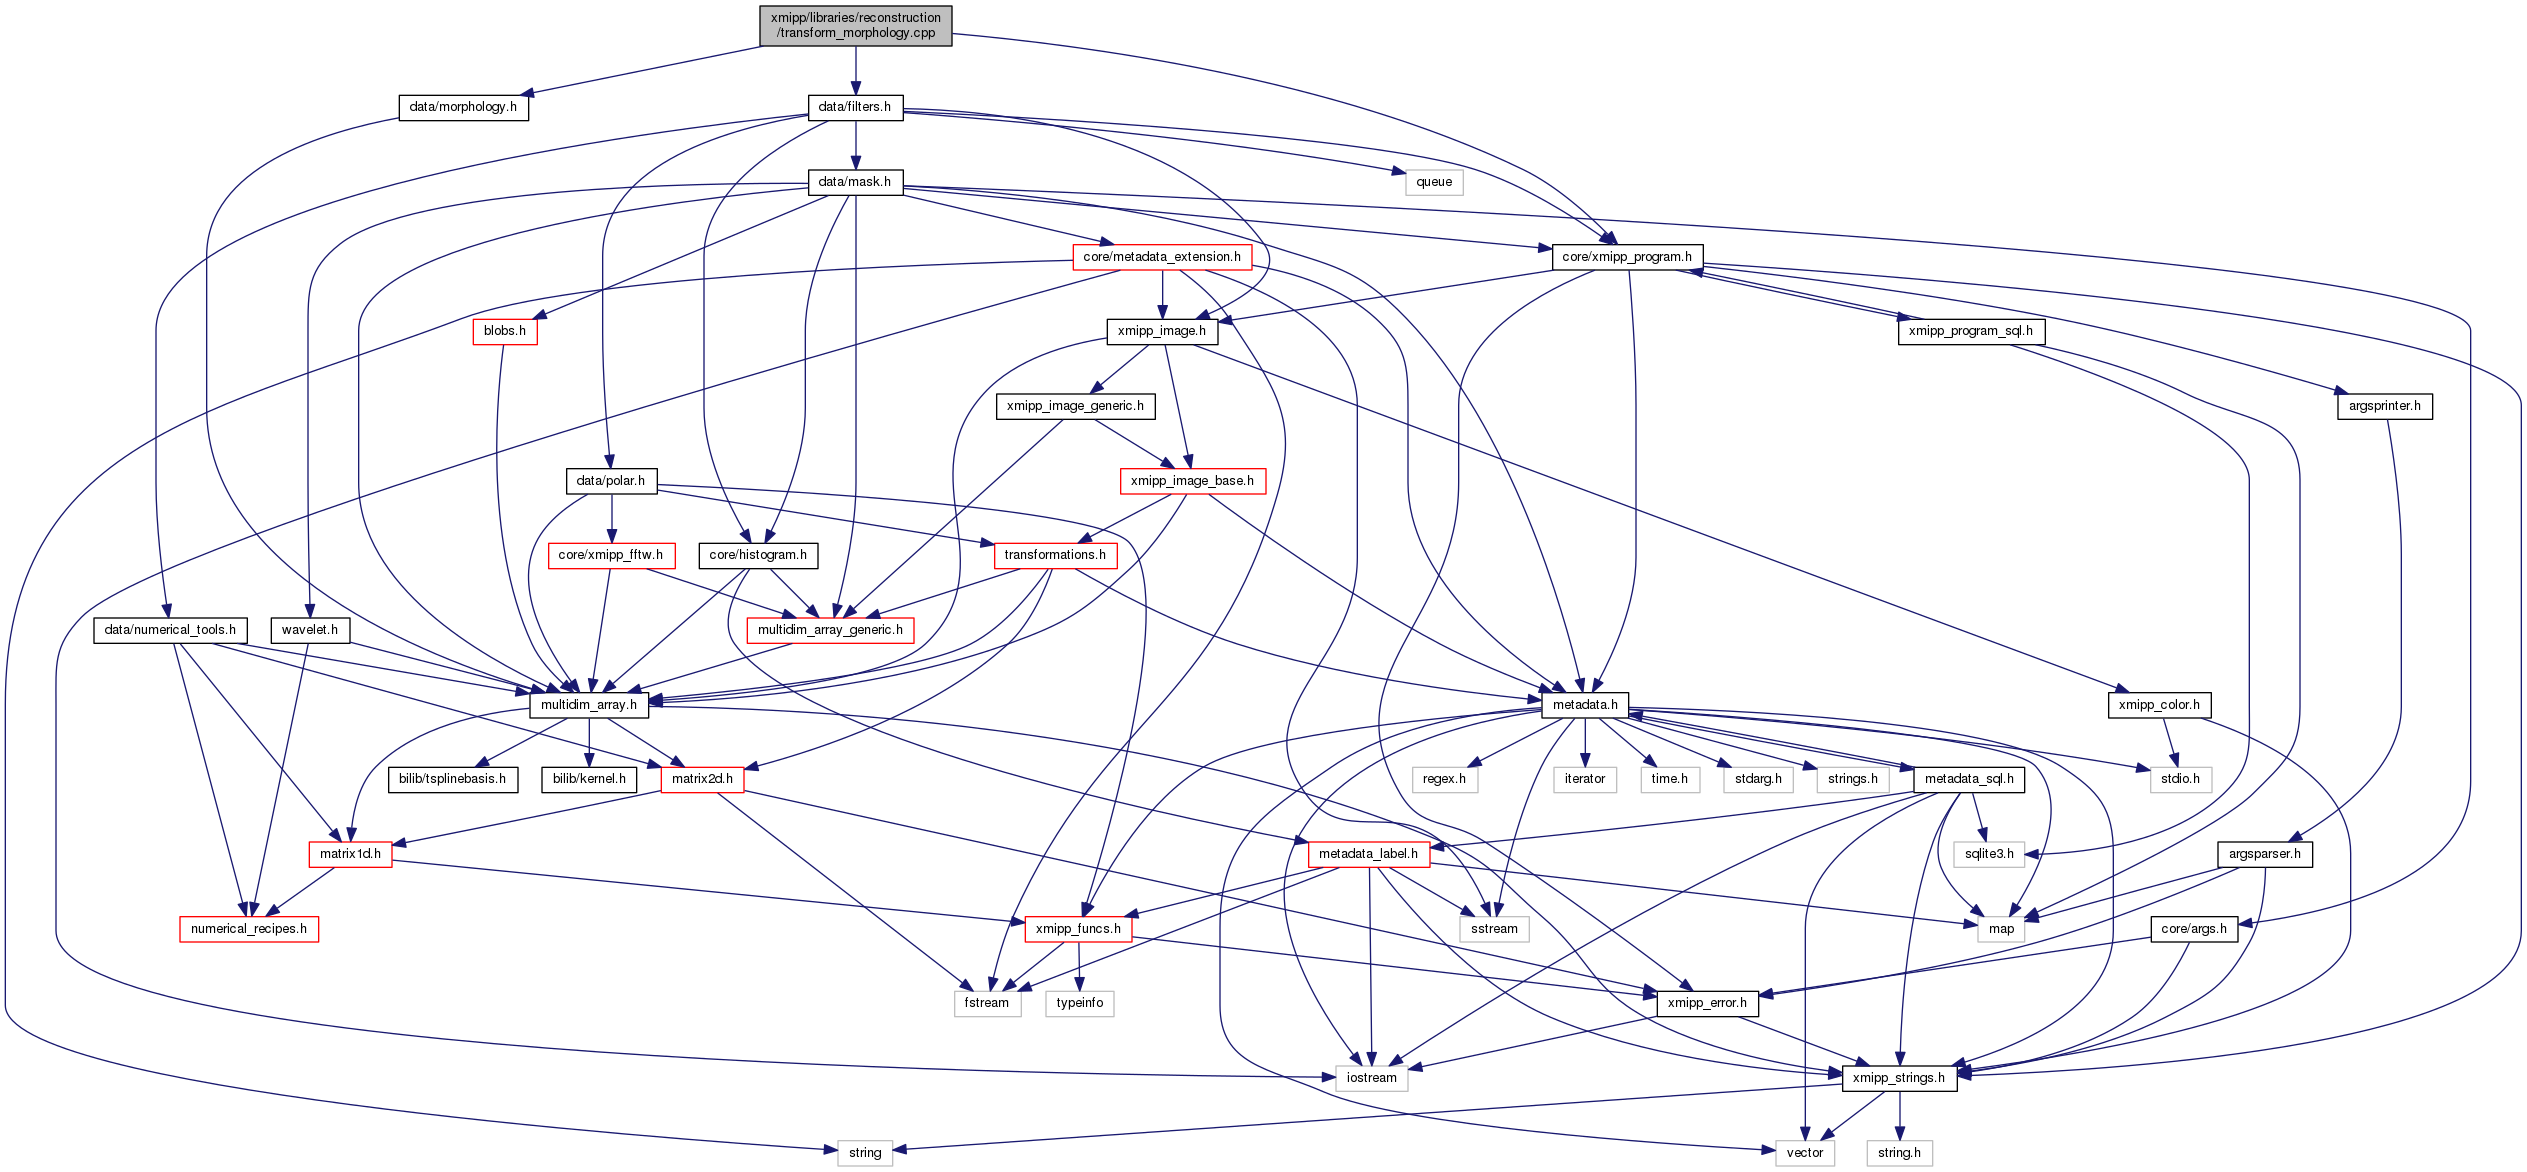 xmipp/libraries/reconstruction
/transform_morphology.cpp
data/morphology.h
data/filters.h
data/mask.h
queue
core/metadata_extension.h
core/xmipp_program.h
blobs.h
xmipp_image.h
xmipp_program_sql.h
xmipp_image_generic.h
argsprinter.h
data/polar.h
xmipp_image_base.h
core/xmipp_fftw.h
core/histogram.h
transformations.h
data/numerical_tools.h
wavelet.h
multidim_array_generic.h
multidim_array.h
metadata.h
xmipp_color.h
bilib/tsplinebasis.h
bilib/kernel.h
matrix2d.h
regex.h
iterator
time.h
stdarg.h
strings.h
metadata_sql.h
stdio.h
matrix1d.h
metadata_label.h
sqlite3.h
argsparser.h
numerical_recipes.h
xmipp_funcs.h
sstream
map
core/args.h
fstream
typeinfo
xmipp_error.h
iostream
xmipp_strings.h
string
vector
string.h